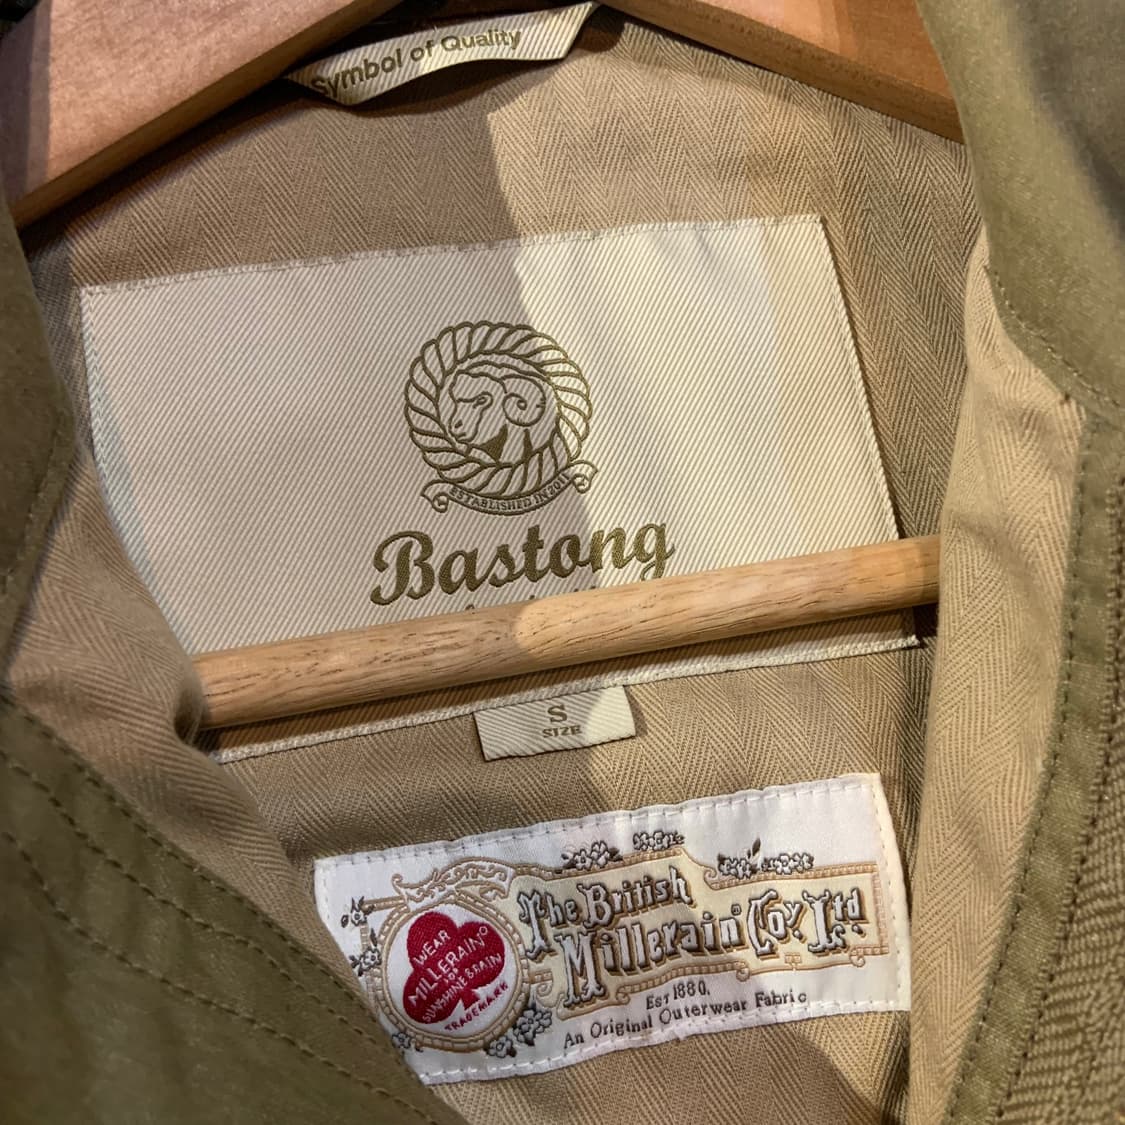 Symbol of Quality
ESTABLISHED IN 2011
Bastong
S
SIZE
The British
Millerain® Coy. Ltd.
Est 1880,
An Original Outerwear Fabric
WEAR
MILLERAIN®
FOR
SUNSHINE & RAIN
TRADEMARK